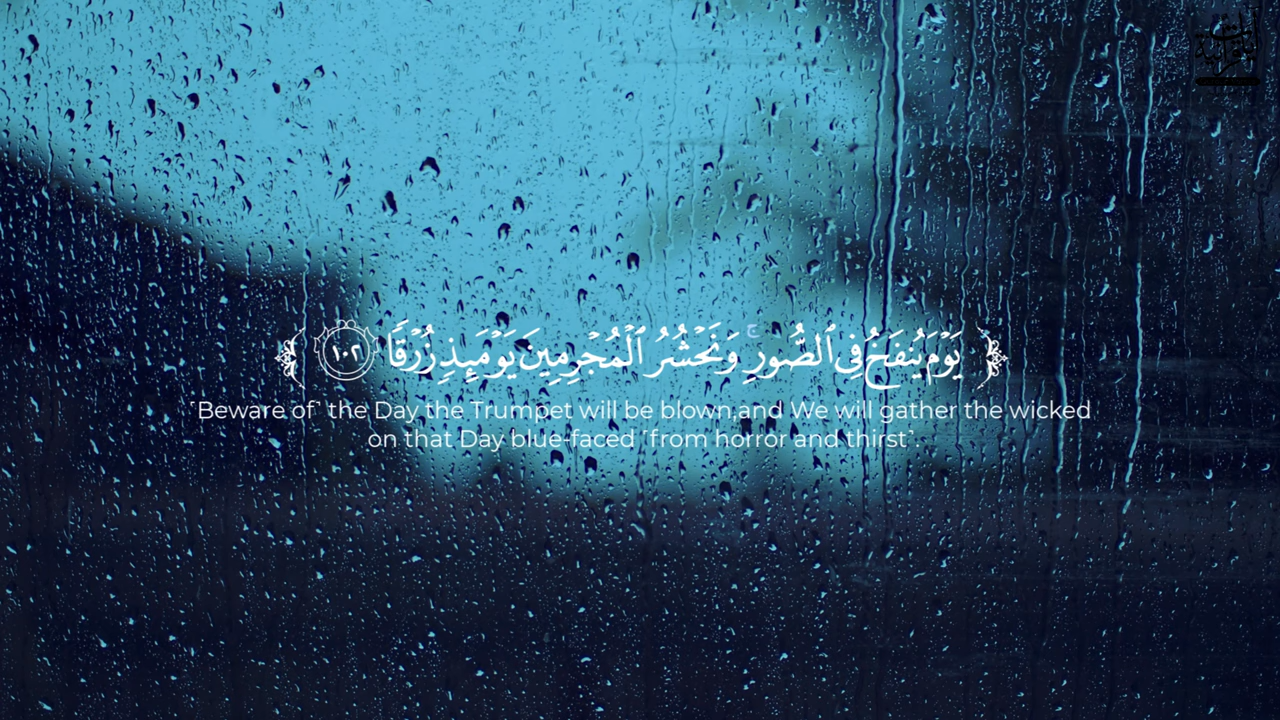 ﴿ يَوْمَ يُنفَخُ فِى ٱلصُّورِ ۚ وَنَحْشُرُ ٱلْمُجْرِمِينَ يَوْمَئِذٍ زُرْقًا ١٠٢ ﴾
˹Beware of˺ the Day the Trumpet will be blown,and We will gather the wicked
on that Day blue-faced ˹from horror and thirst˺.